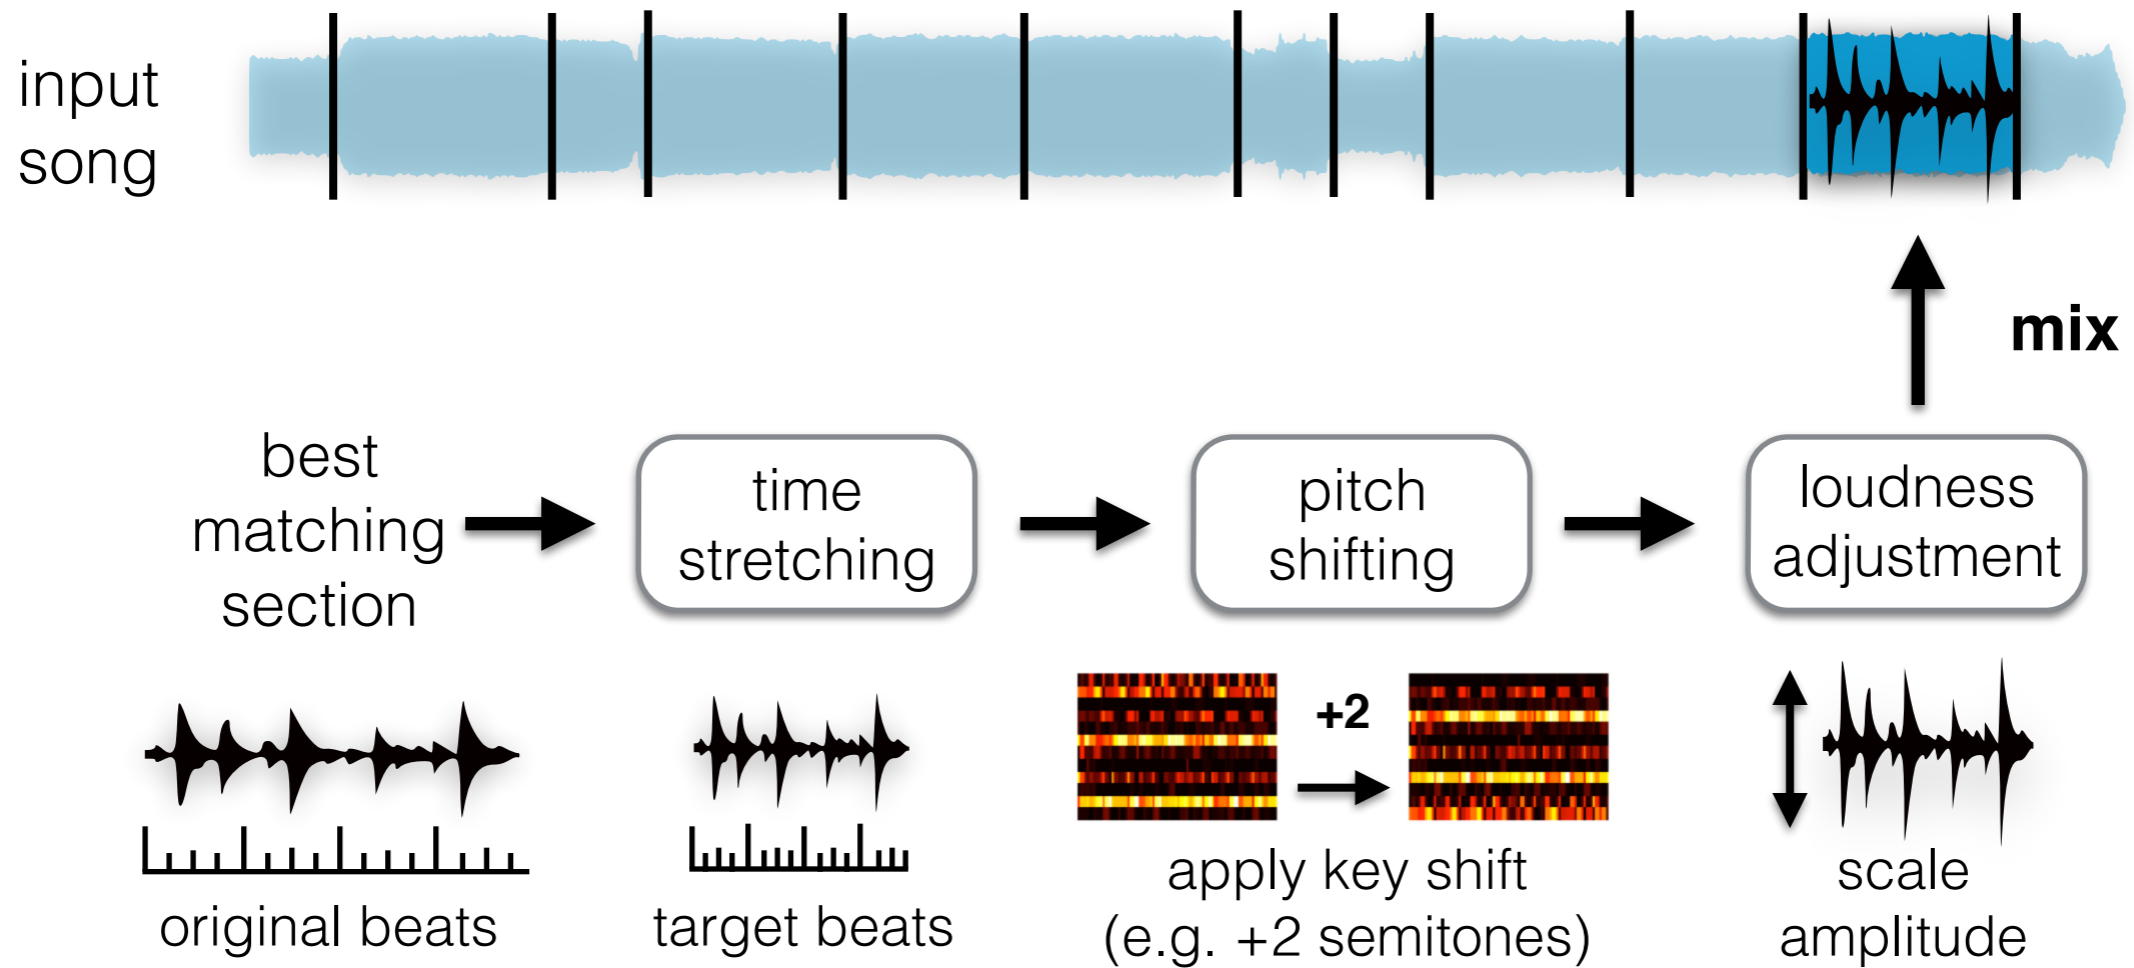 input
song
mix
best
matching
section
time
stretching
pitch
shifting
loudness
adjustment
+2
original beats
target beats
apply key shift
(e.g. +2 semitones)
scale
amplitude